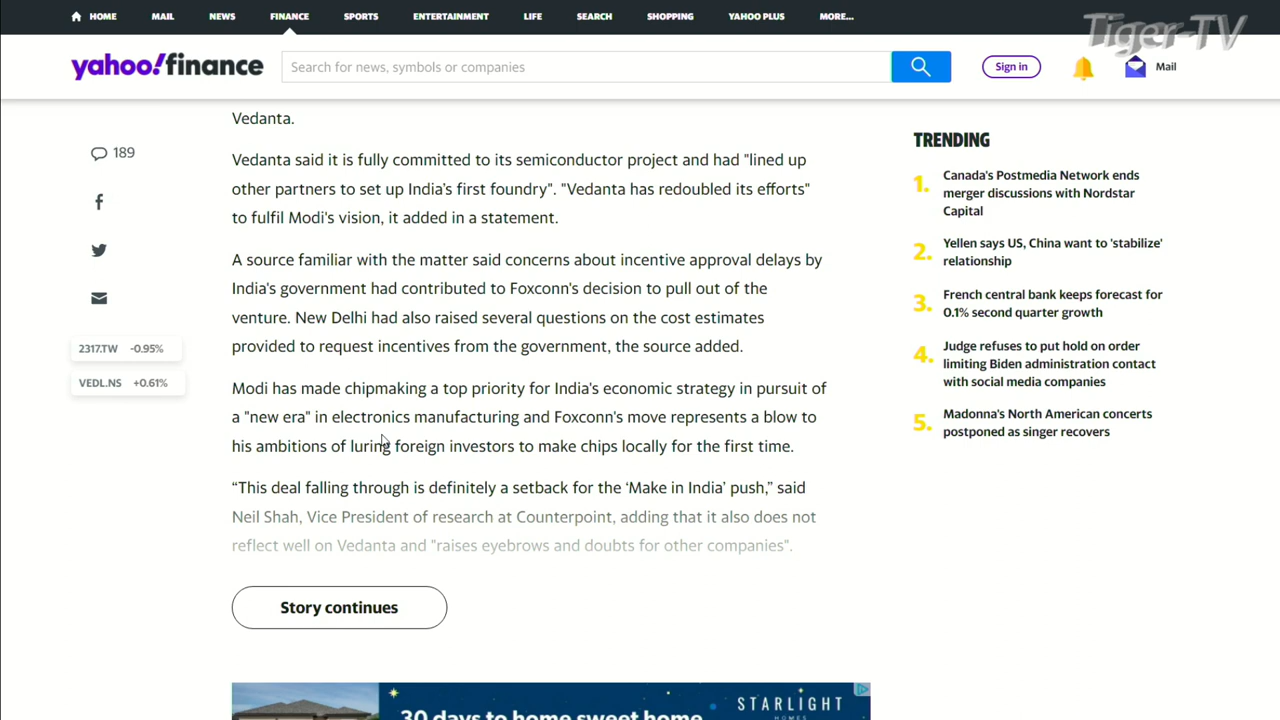 HOME MAIL NEWS FINANCE SPORTS ENTERTAINMENT LIFE SEARCH SHOPPING YAHOO PLUS MORE...
Tiger-TV
yahoo!finance
Search for news, symbols or companies
Sign in
Mail
189
2317.TW -0.95%
VEDL.NS +0.61%
Vedanta.
Vedanta said it is fully committed to its semiconductor project and had "lined up
other partners to set up India’s first foundry". "Vedanta has redoubled its efforts"
to fulfil Modi's vision, it added in a statement.
A source familiar with the matter said concerns about incentive approval delays by
India's government had contributed to Foxconn's decision to pull out of the
venture. New Delhi had also raised several questions on the cost estimates
provided to request incentives from the government, the source added.
Modi has made chipmaking a top priority for India's economic strategy in pursuit of
a "new era" in electronics manufacturing and Foxconn's move represents a blow to
his ambitions of luring foreign investors to make chips locally for the first time.
“This deal falling through is definitely a setback for the ‘Make in India’ push,” said
Neil Shah, Vice President of research at Counterpoint, adding that it also does not
reflect well on Vedanta and "raises eyebrows and doubts for other companies".
Story continues
30 days to home sweet home
STARLIGHT
HOMES
TRENDING
1. Canada's Postmedia Network ends
merger discussions with Nordstar
Capital
2. Yellen says US, China want to 'stabilize'
relationship
3. French central bank keeps forecast for
0.1% second quarter growth
4. Judge refuses to put hold on order
limiting Biden administration contact
with social media companies
5. Madonna's North American concerts
postponed as singer recovers